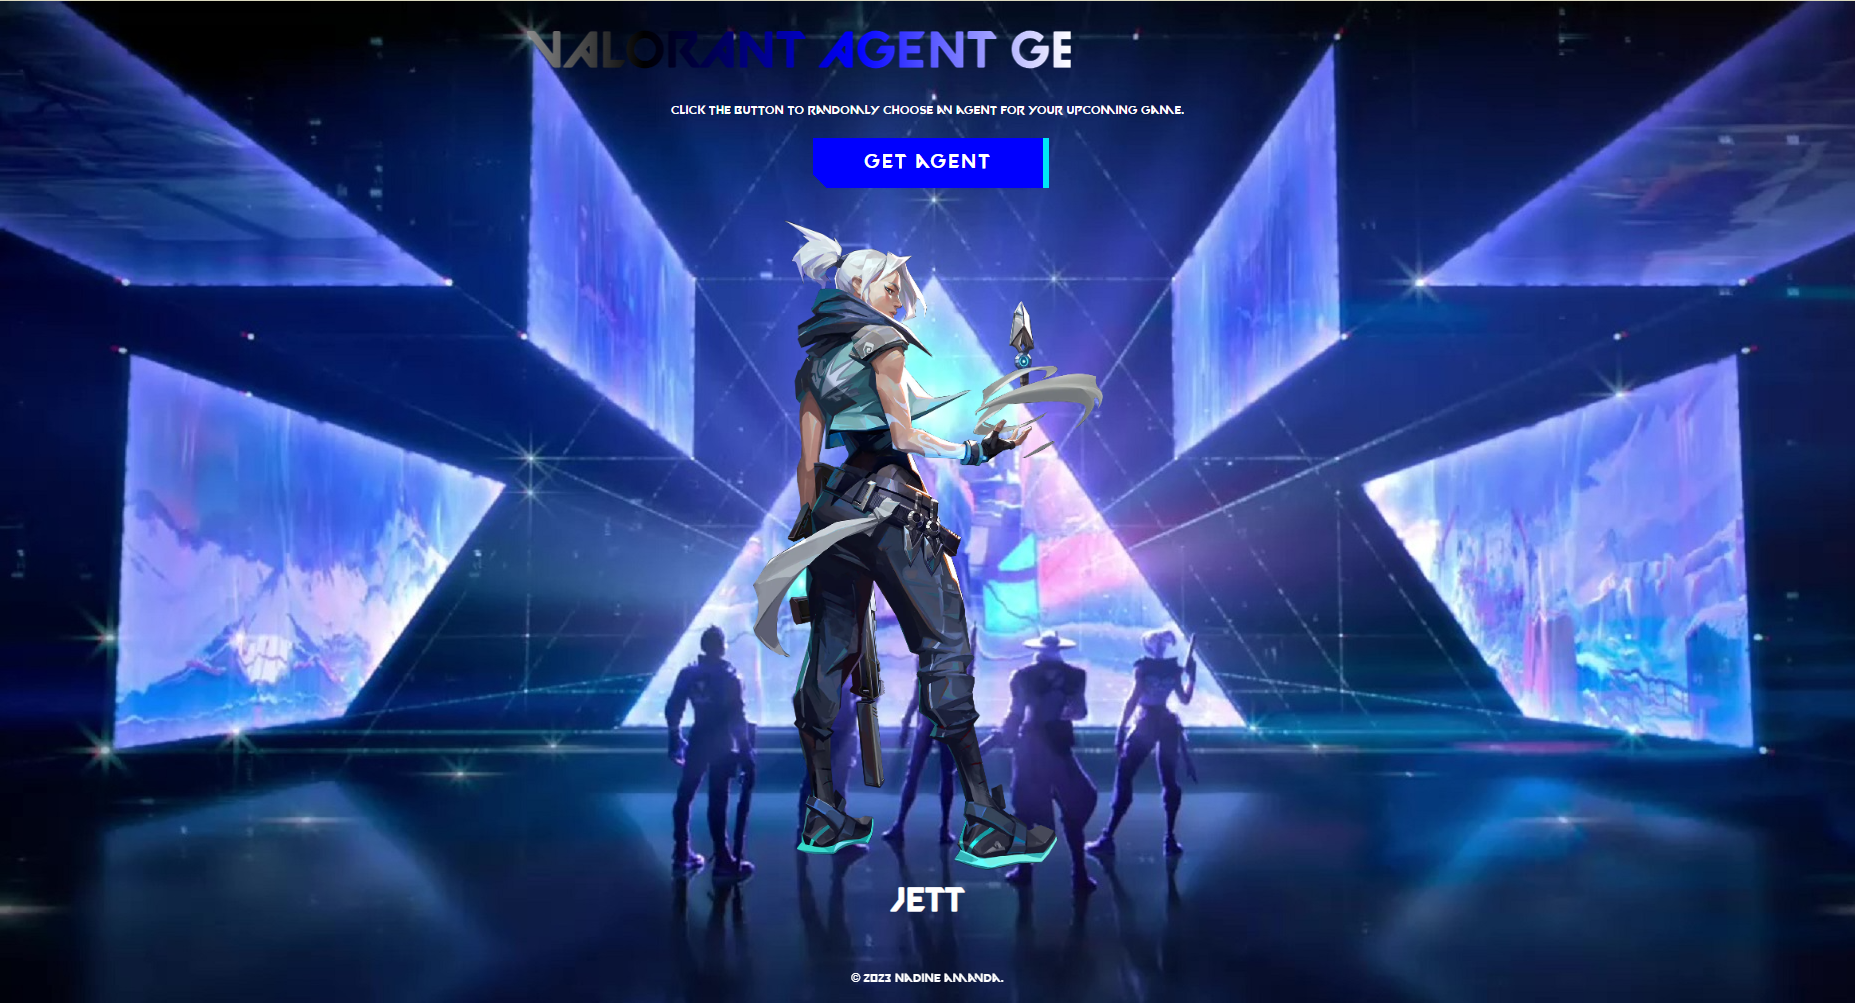 VALORANT AGENT GE
CLICK THE BUTTON TO RANDOMLY CHOOSE AN AGENT FOR YOUR UPCOMING GAME.
GET AGENT
JETT
© 2023 NADINE AMANDA.